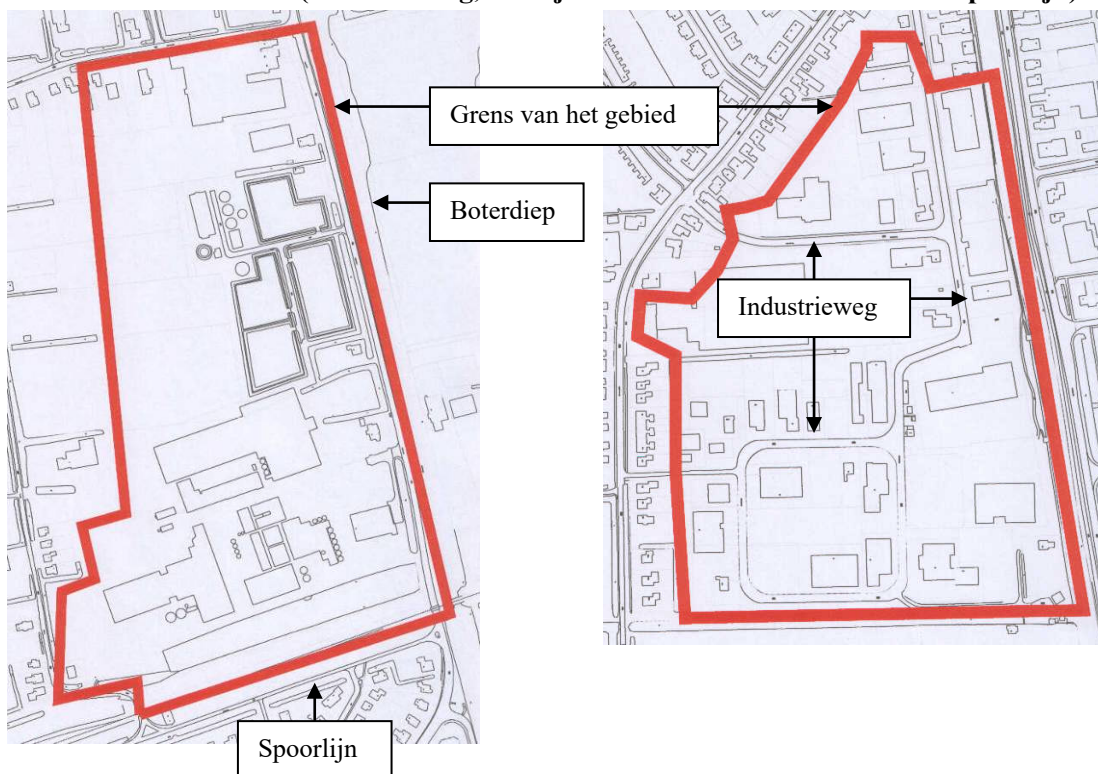 Grens van het gebied
Boterdiep
Industrieweg
Spoorlijn